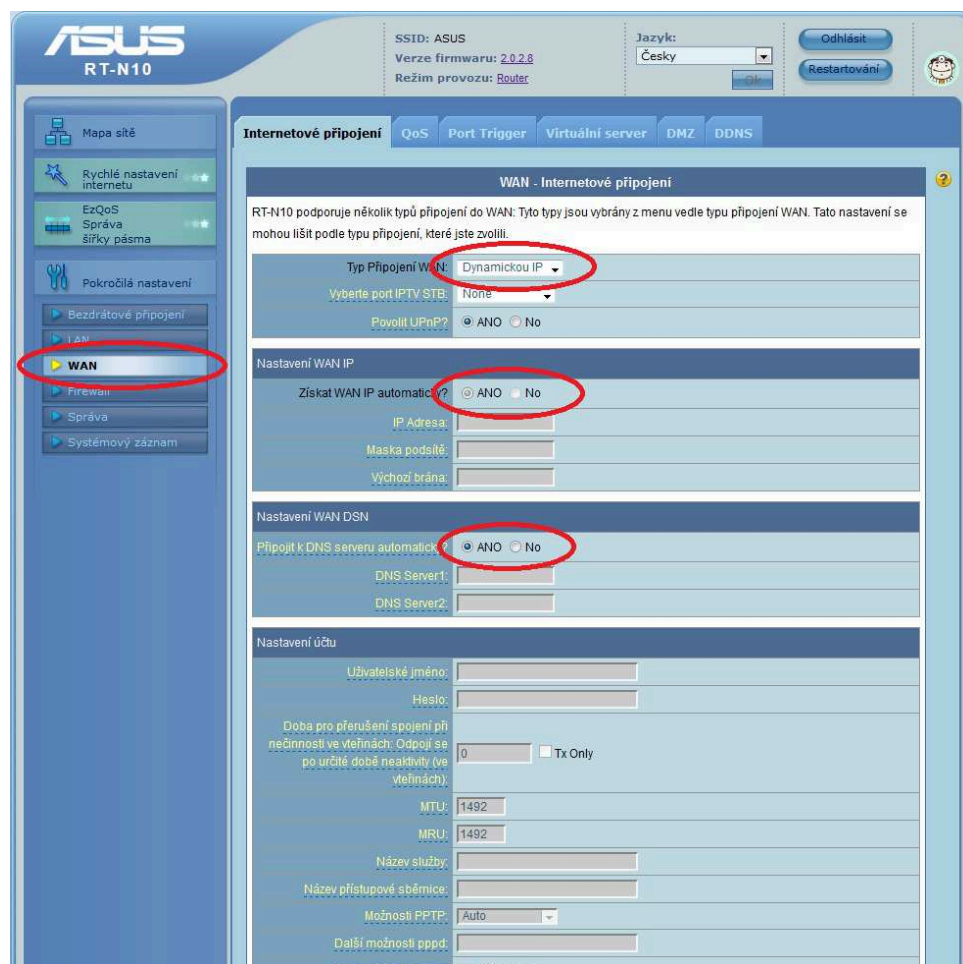 ASUS
RT-N10
SSID: ASUS
Verze firmwaru: 2.0.2.8
Režim provozu: Router
Jazyk:
Česky
Ok
Odhlásit
Restartování
Mapa sítě
Rychlé nastavení
internetu
EzQoS
Správa
šířky pásma
Pokročilá nastavení
Bezdrátové připojení
LAN
WAN
Firewall
Správa
Systémový záznam
Internetové připojení QoS Port Trigger Virtuální server DMZ DDNS
WAN - Internetové připojení
RT-N10 podporuje několik typů připojení do WAN: Tyto typy jsou vybrány z menu vedle typu připojení WAN. Tato nastavení se
mohou lišit podle typu připojení, které jste zvolili.
Typ Připojení WAN: Dynamickou IP
Vyberte port IPTV STB: None
Povolit UPnP? ANO No
Nastavení WAN IP
Získat WAN IP automaticky? ANO No
IP Adresa:
Maska podsítě:
Výchozí brána:
Nastavení WAN DSN
Připojit k DNS serveru automaticky? ANO No
DNS Server1:
DNS Server2:
Nastavení účtu
Uživatelské jméno:
Heslo:
Doba pro přerušení spojení při
nečinnosti ve vteřinách: Odpojí se
po určité době neaktivity (ve
vteřinách):
0 Tx Only
MTU: 1492
MRU: 1492
Název služby:
Název přístupové sběrnice:
Možnosti PPTP: Auto
Další možnosti pppd: